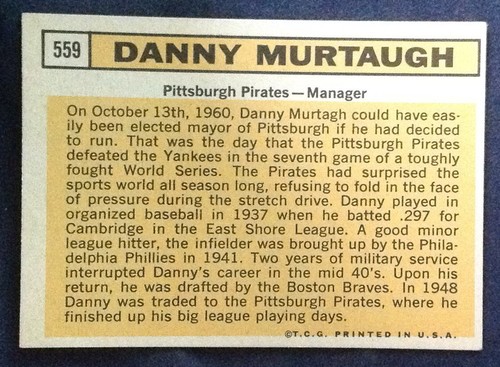 559 DANNY MURTAUGH
Pittsburgh Pirates—Manager
On October 13th, 1960, Danny Murtagh could have eas-
ily been elected mayor of Pittsburgh if he had decided
to run. That was the day that the Pittsburgh Pirates
defeated the Yankees in the seventh game of a toughly
fought World Series. The Pirates had surprised the
sports world all season long, refusing to fold in the face
of pressure during the stretch drive. Danny played in
organized baseball in 1937 when he batted .297 for
Cambridge in the East Shore League. A good minor
league hitter, the infielder was brought up by the Phila-
delphia Phillies in 1941. Two years of military service
interrupted Danny's career in the mid 40's. Upon his
return, he was drafted by the Boston Braves. In 1948
Danny was traded to the Pittsburgh Pirates, where he
finished up his big league playing days.
©T.C.G. PRINTED IN U.S.A.